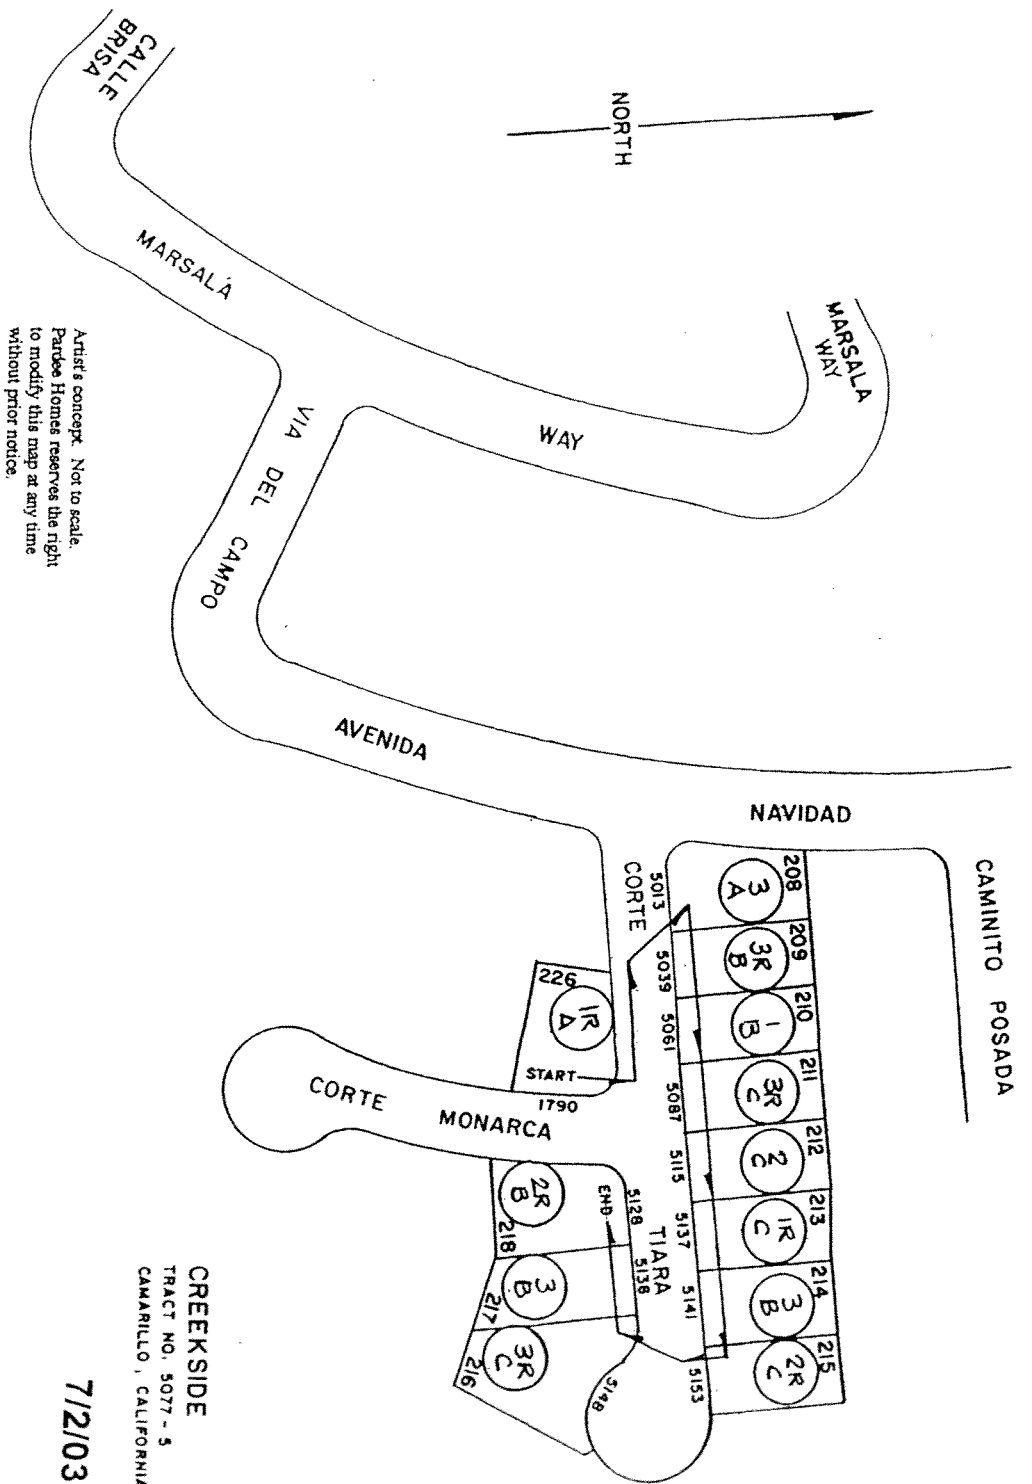 CALLE
BRISA
NORTH
MARSALA
WAY
MARSALA
WAY
VIA DEL CAMPO
AVENIDA
NAVIDAD
CAMINITO POSADA
CORTE
TIARA
CORTE MONARCA
208
3
A
209
3R
B
210
1
B
211
3R
C
212
2
C
213
1R
C
214
3
B
215
2R
C
5013
5039
5061
5087
5115
5137
5141
5153
226
1R
A
START
1790
END
5128
5138
5148
2R
B
218
3
B
217
3R
C
216
Artist's concept. Not to scale.
Pardee Homes reserves the right
to modify this map at any time
without prior notice.
CREEKSIDE
TRACT NO. 5077 - 5
CAMARILLO, CALIFORNIA
7/2/03